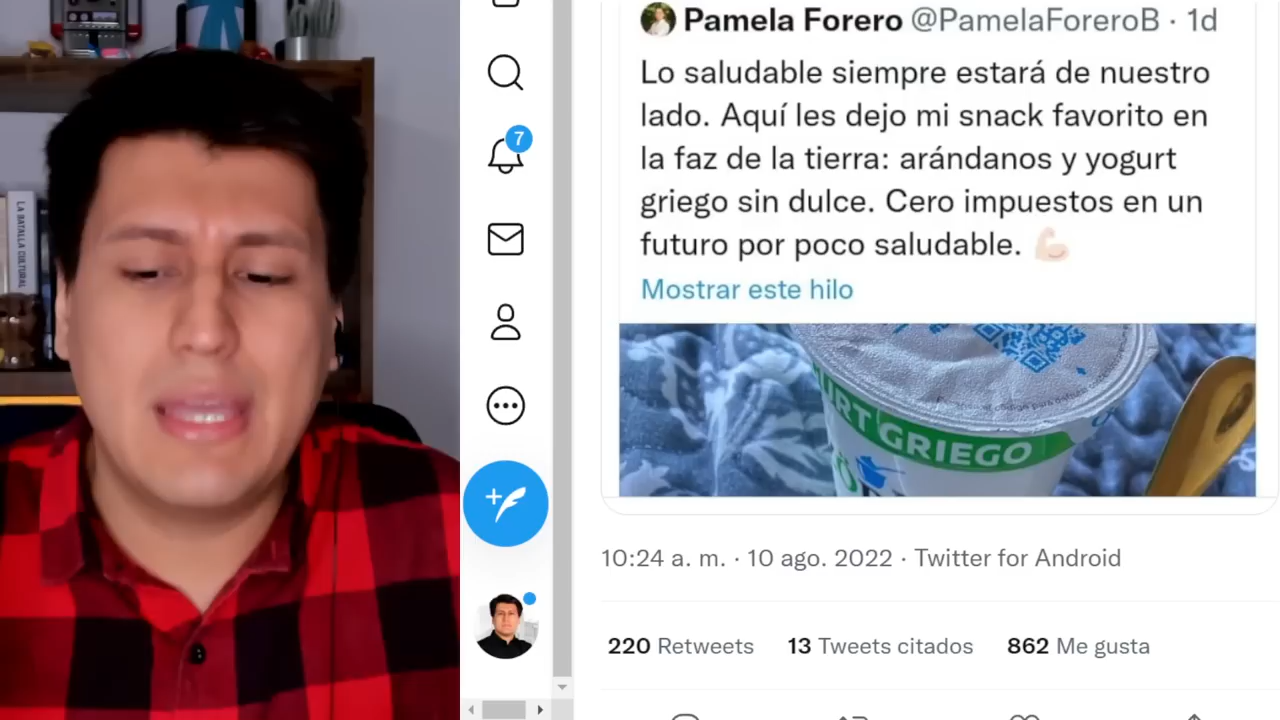 LA BATALLA CULTURAL
7
Pamela Forero @PamelaForeroB · 1d
Lo saludable siempre estará de nuestro
lado. Aquí les dejo mi snack favorito en
la faz de la tierra: arándanos y yogurt
griego sin dulce. Cero impuestos en un
futuro por poco saludable. 💪🏻
Mostrar este hilo
URT GRIEGO
10:24 a. m. · 10 ago. 2022 · Twitter for Android
220 Retweets 13 Tweets citados 862 Me gusta